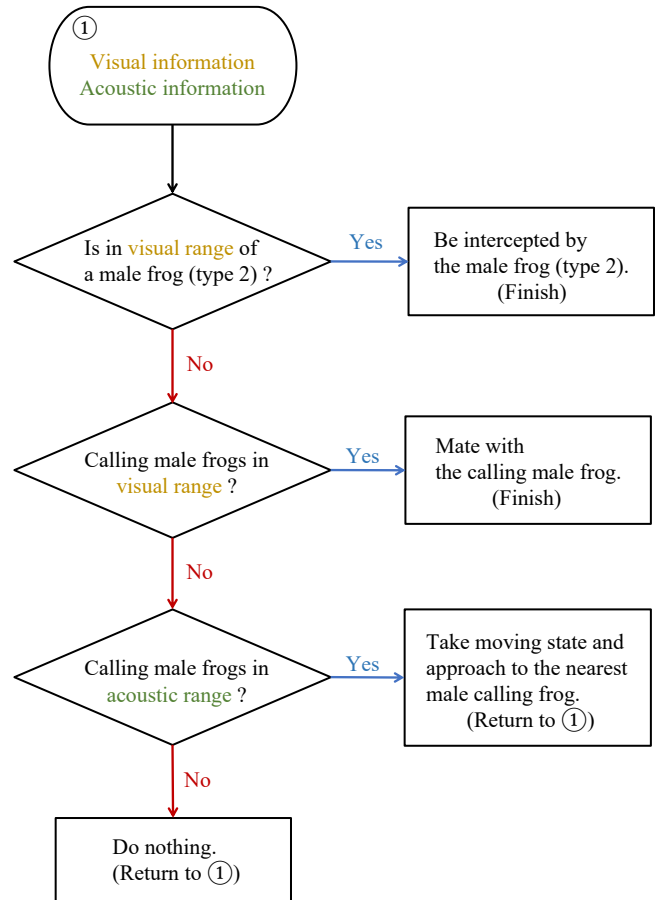 ①
Visual information
Acoustic information
Is in visual range of
a male frog (type 2) ?
Yes
Be intercepted by
the male frog (type 2).
(Finish)
No
Calling male frogs in
visual range ?
Yes
Mate with
the calling male frog.
(Finish)
No
Calling male frogs in
acoustic range ?
Yes
Take moving state and
approach to the nearest
male calling frog.
(Return to ①)
No
Do nothing.
(Return to ①)